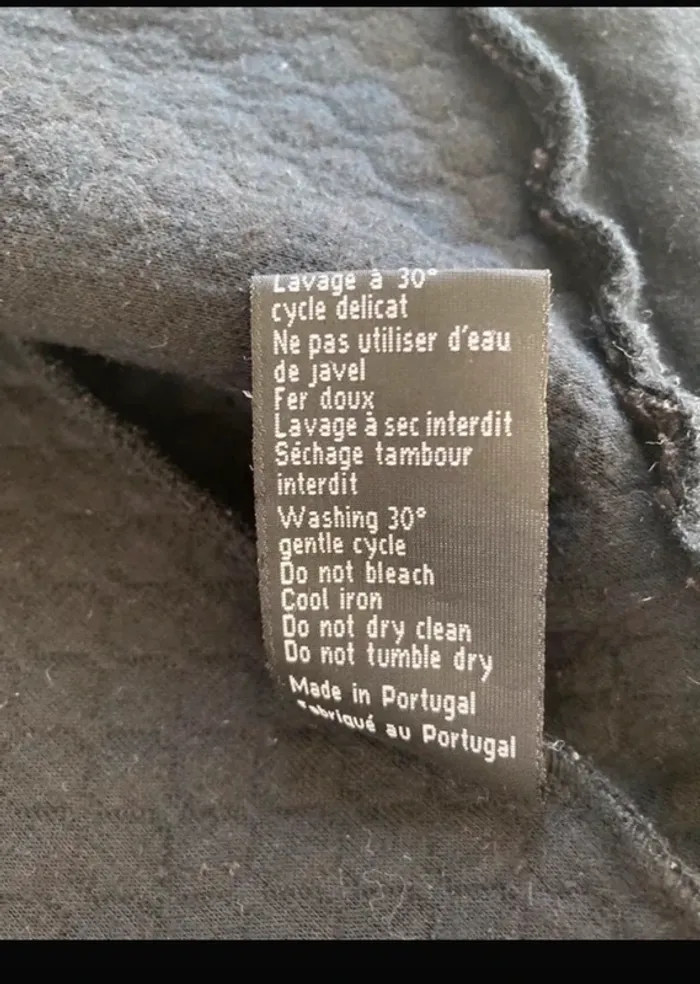 Lavage à 30°
cycle delicat
Ne pas utiliser d'eau
de javel
Fer doux
Lavage à sec interdit
Séchage tambour
interdit
Washing 30°
gentle cycle
Do not bleach
Cool iron
Do not dry clean
Do not tumble dry
Made in Portugal
Fabriqué au Portugal